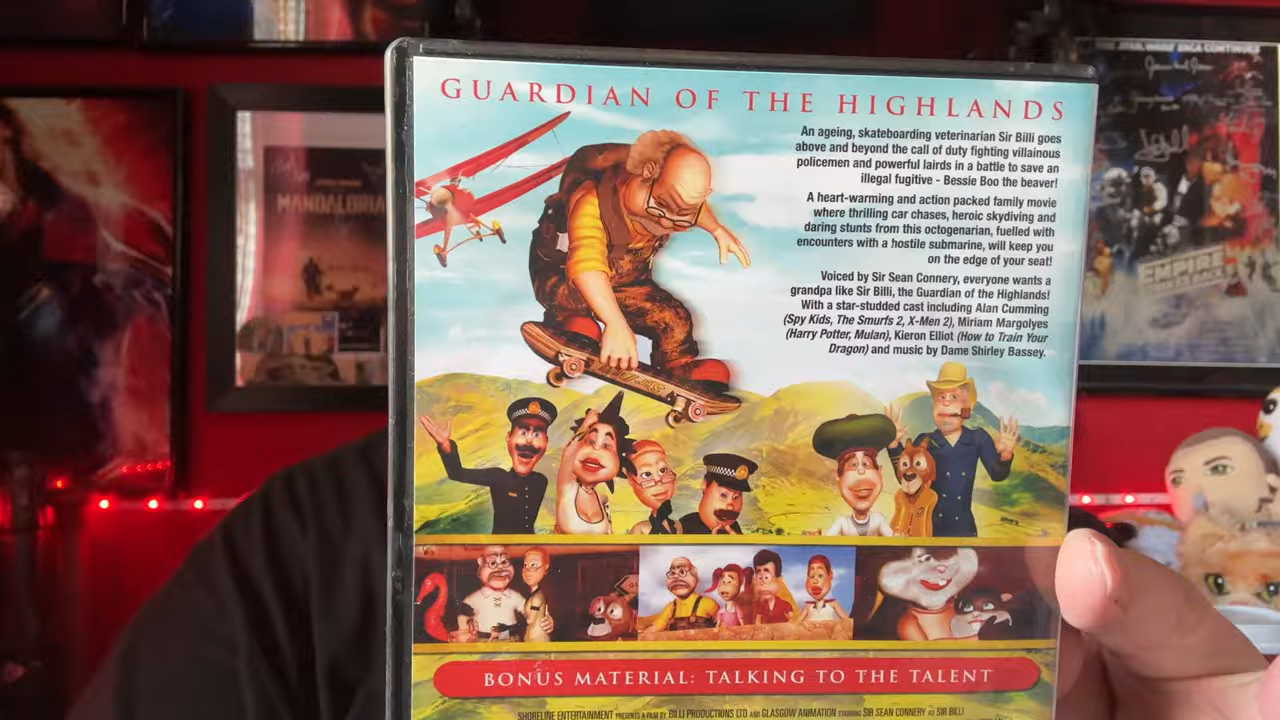 GUARDIAN OF THE HIGHLANDS
An ageing, skateboarding veterinarian Sir Billi goes
above and beyond the call of duty fighting villainous
policemen and powerful lairds in a battle to save an
illegal fugitive - Bessie Boo the beaver!
A heart-warming and action packed family movie
where thrilling car chases, heroic skydiving and
daring stunts from this octogenarian, fuelled with
encounters with a hostile submarine, will keep you
on the edge of your seat!
Voiced by Sir Sean Connery, everyone wants a
grandpa like Sir Billi, the Guardian of the Highlands!
With a star-studded cast including Alan Cumming
(Spy Kids, The Smurfs 2, X-Men 2), Miriam Margolyes
(Harry Potter, Mulan), Kieron Elliot (How to Train Your
Dragon) and music by Dame Shirley Bassey.
BONUS MATERIAL: TALKING TO THE TALENT
SHORELINE ENTERTAINMENT PRESENTS A FILM BY BILLI PRODUCTIONS LTD AND GLASGOW ANIMATION STARRING SIR SEAN CONNERY AS SIR BILLI
MANDALORIA
SAGA CONTINUES
EMPIRE